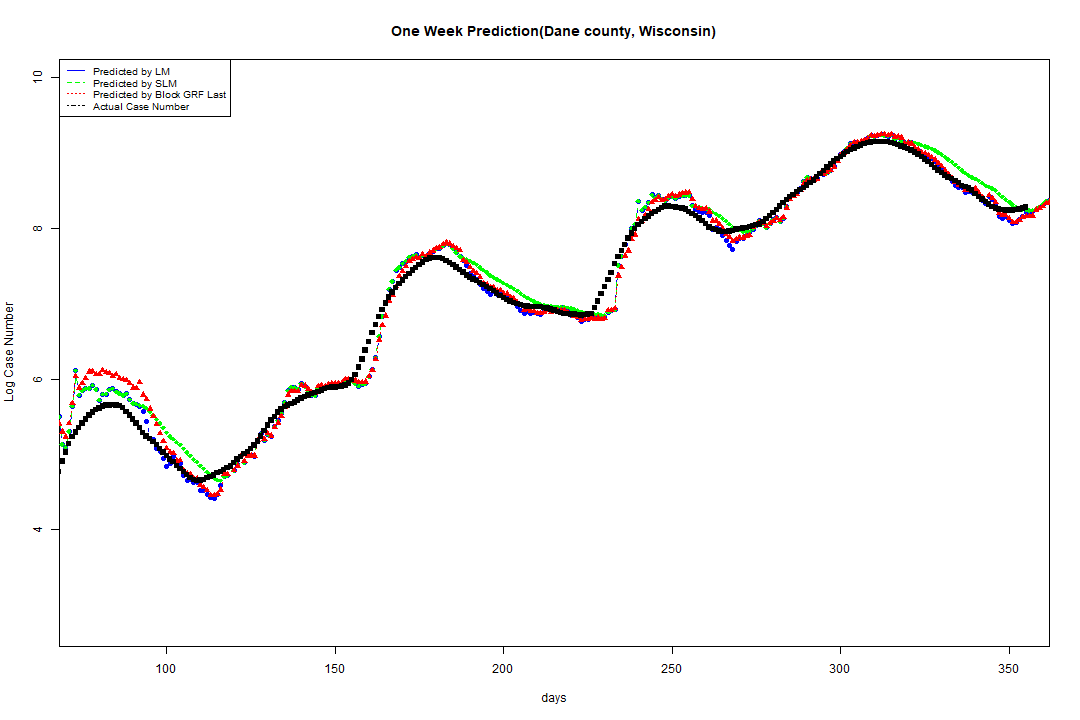 One Week Prediction(Dane county, Wisconsin)
Predicted by LM
Predicted by SLM
Predicted by Block GRF Last
Actual Case Number
10
8
6
4
Log Case Number
100 150 200 250 300 350
days